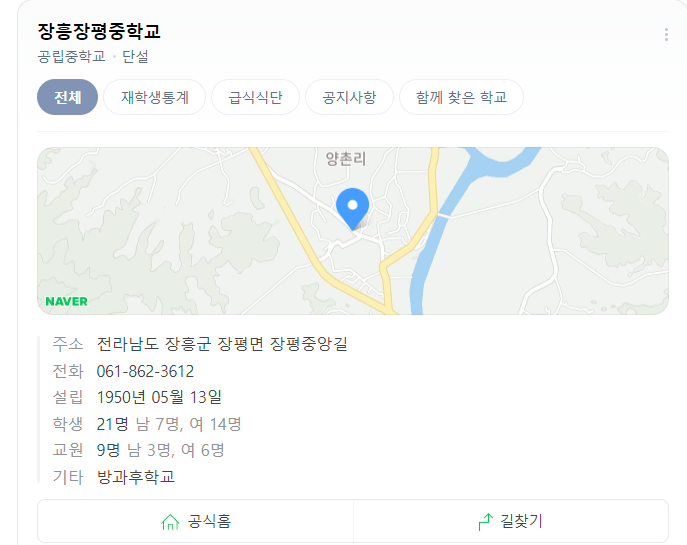 장흥장평중학교
공립중학교 · 단설
전체 재학생통계 급식식단 공지사항 함께 찾은 학교
양촌리
NAVER
주소 전라남도 장흥군 장평면 장평중앙길
전화 061-862-3612
설립 1950년 05월 13일
학생 21명 남 7명, 여 14명
교원 9명 남 3명, 여 6명
기타 방과후학교
공식홈 길찾기